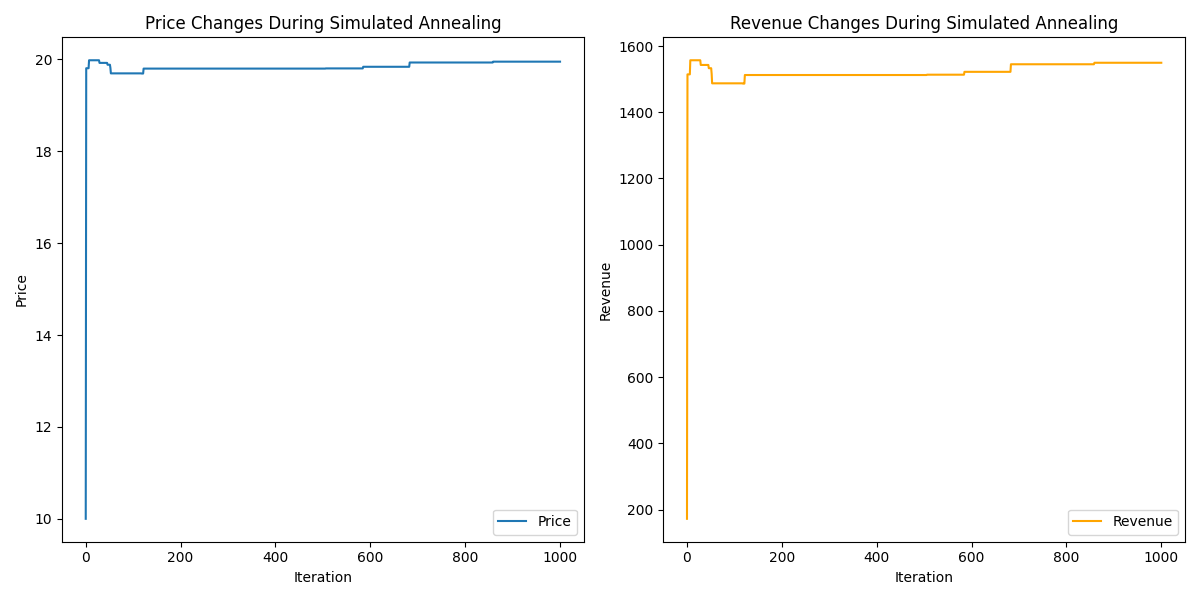 Price Changes During Simulated Annealing
20
18
16
14
12
10
Price
0 200 400 600 800 1000
Iteration
Price
Revenue Changes During Simulated Annealing
1600
1400
1200
1000
800
600
400
200
Revenue
0 200 400 600 800 1000
Iteration
Revenue